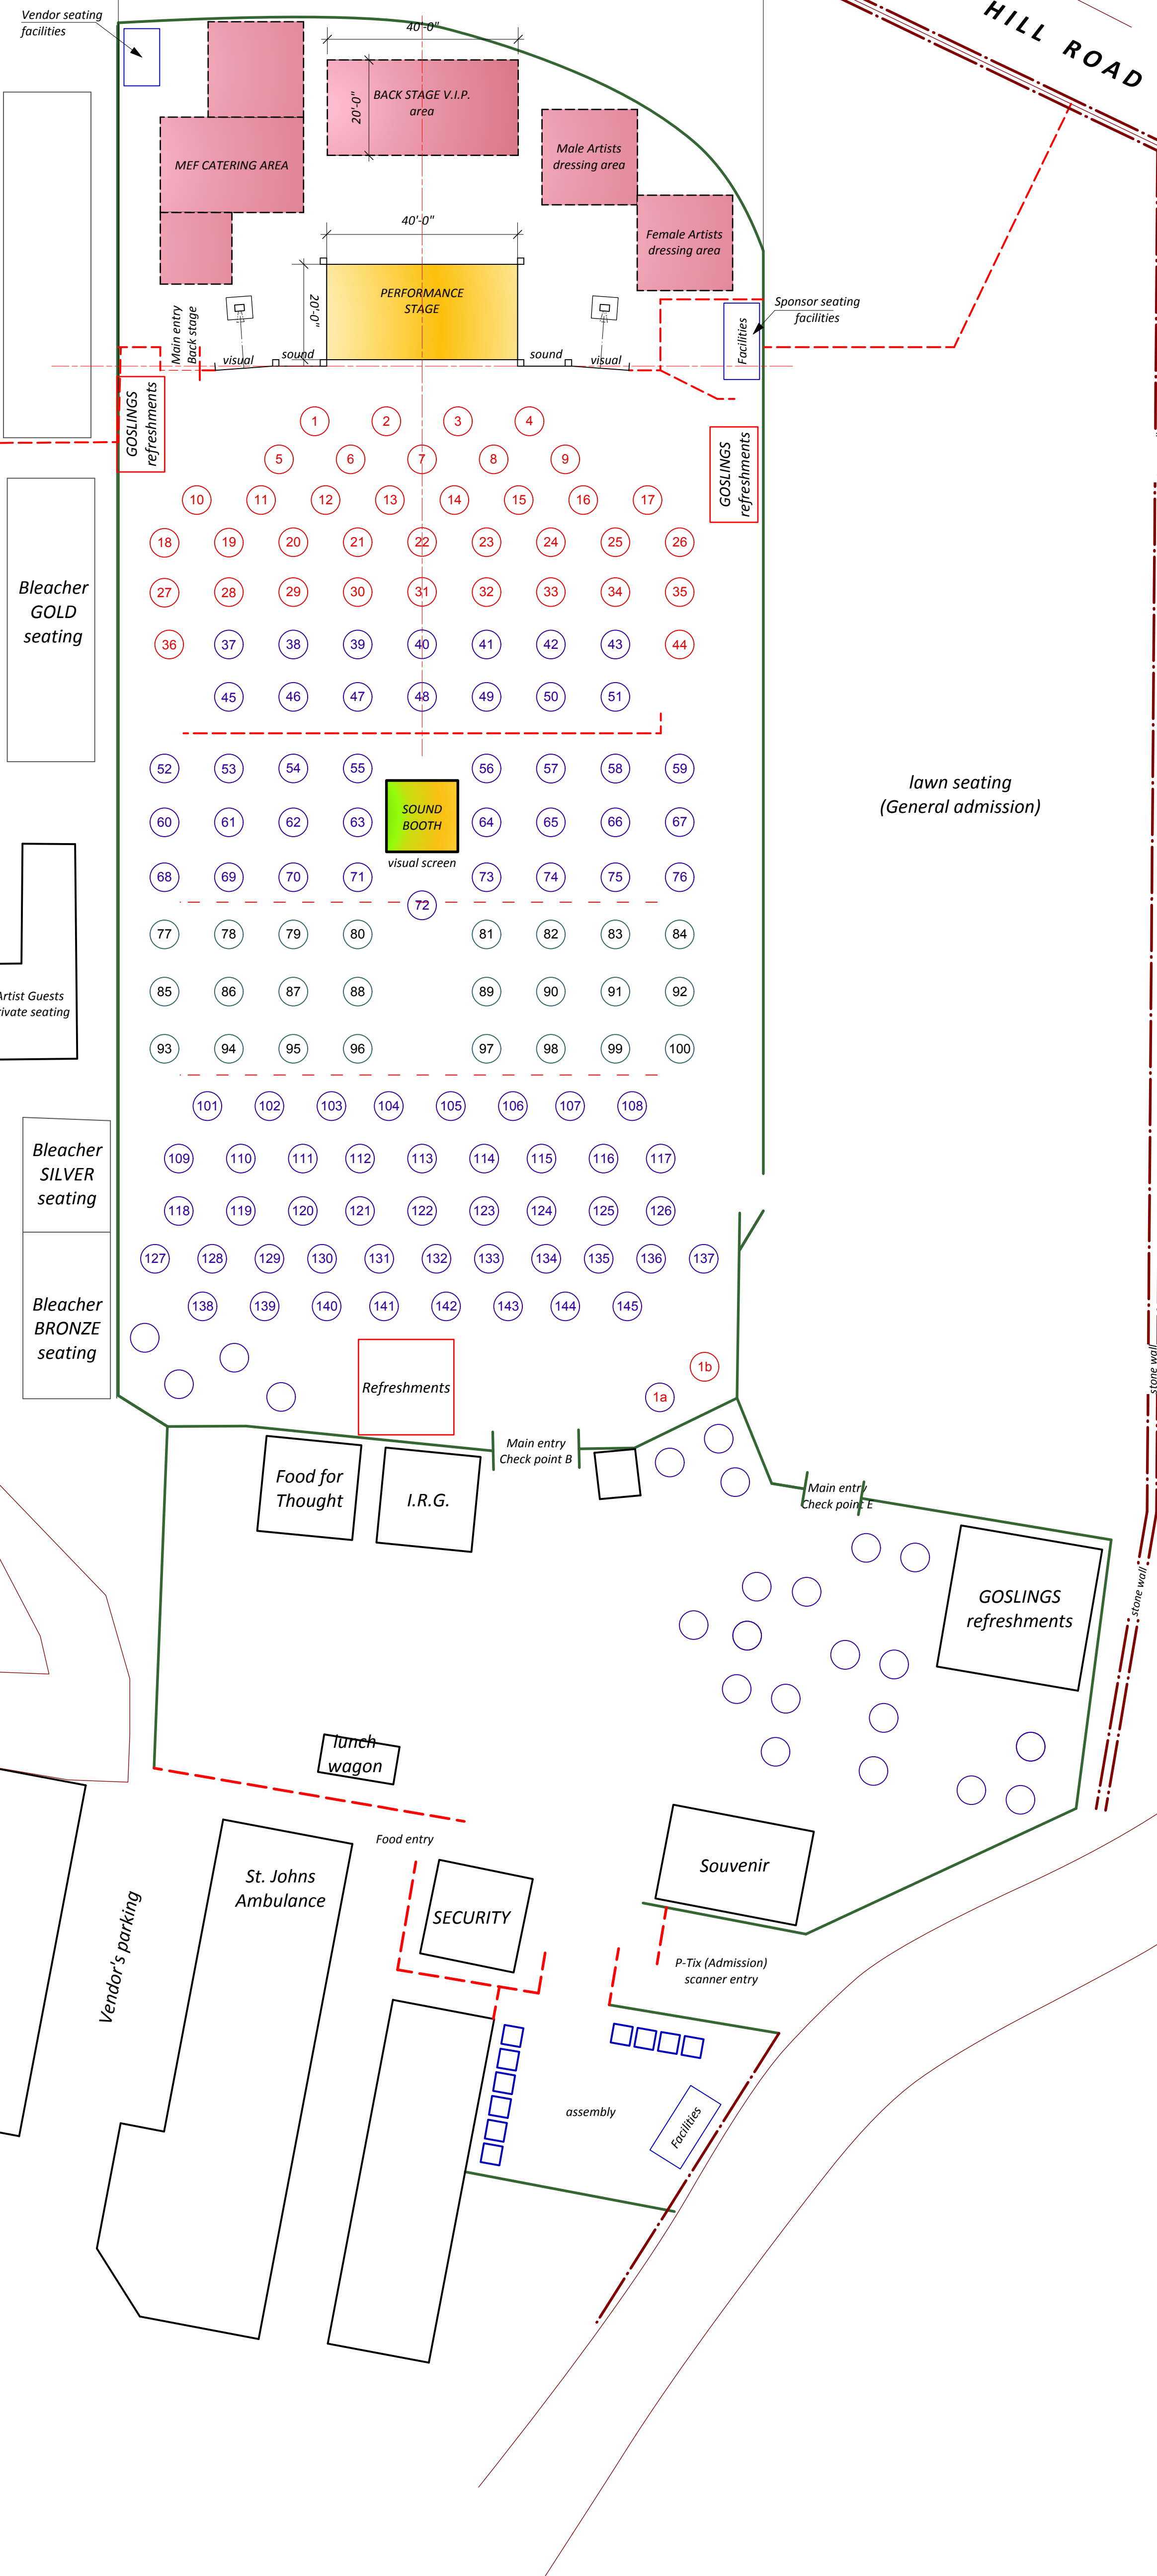 Vendor seating
facilities
HILL ROAD
40'-0"
20'-0"
BACK STAGE V.I.P.
area
MEF CATERING AREA
Male Artists
dressing area
Female Artists
dressing area
40'-0"
20'-0"
PERFORMANCE
STAGE
Sponsor seating
facilities
Facilities
Main entry
Back stage
visual
sound
sound
visual
GOSLINGS
refreshments
GOSLINGS
refreshments
1 2 3 4
5 6 7 8 9
10 11 12 13 14 15 16 17
18 19 20 21 22 23 24 25 26
27 28 29 30 31 32 33 34 35
36 37 38 39 40 41 42 43 44
45 46 47 48 49 50 51
Bleacher
GOLD
seating
52 53 54 55 56 57 58 59
60 61 62 63 64 65 66 67
SOUND
BOOTH
visual screen
lawn seating
(General admission)
68 69 70 71 73 74 75 76
72
77 78 79 80 81 82 83 84
85 86 87 88 89 90 91 92
Artist Guests
ivate seating
93 94 95 96 97 98 99 100
101 102 103 104 105 106 107 108
109 110 111 112 113 114 115 116 117
118 119 120 121 122 123 124 125 126
127 128 129 130 131 132 133 134 135 136 137
138 139 140 141 142 143 144 145
Bleacher
SILVER
seating
Bleacher
BRONZE
seating
1b
1a
Refreshments
stone wall
Main entry
Check point B
Main entry
Check point E
Food for
Thought
I.R.G.
GOSLINGS
refreshments
stone wall
lunch
wagon
Food entry
Souvenir
St. Johns
Ambulance
SECURITY
Vendor's parking
P-Tix (Admission)
scanner entry
assembly
Facilities